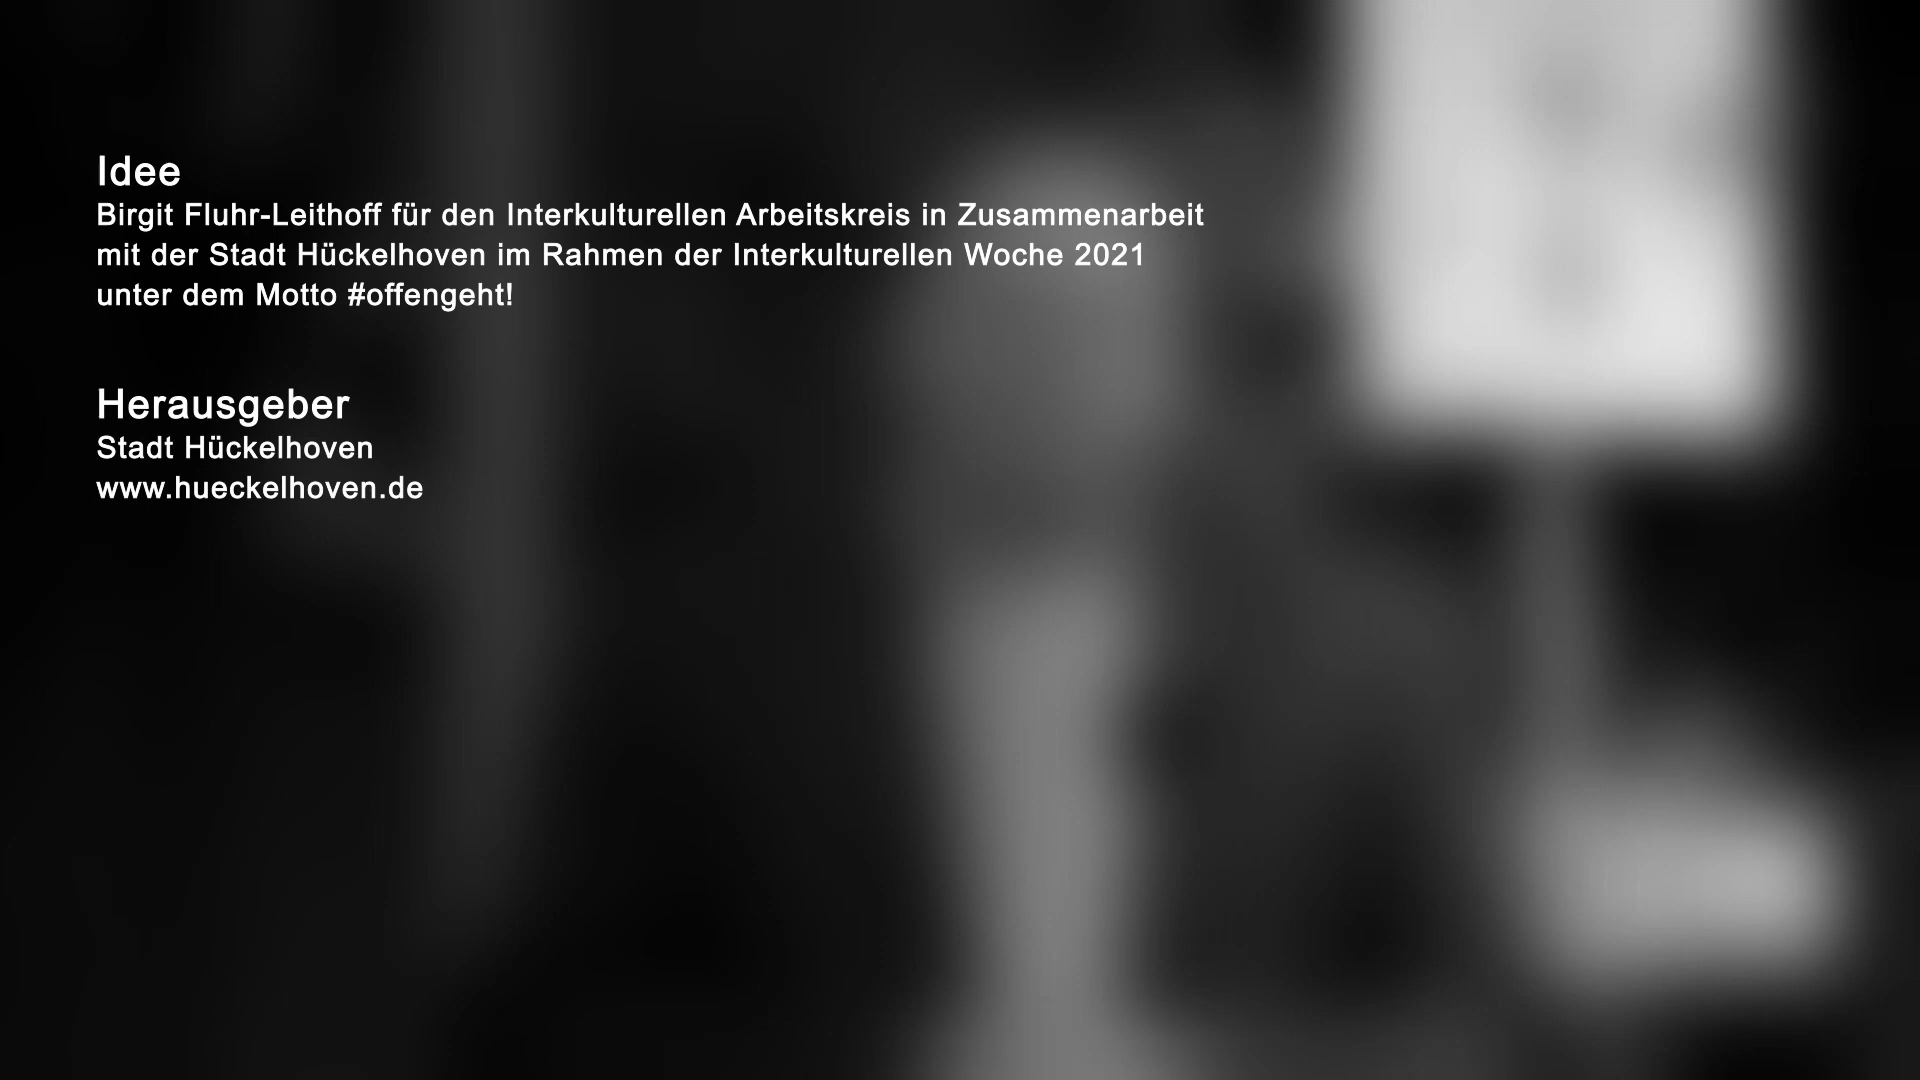 Idee
Birgit Fluhr-Leithoff für den Interkulturellen Arbeitskreis in Zusammenarbeit
mit der Stadt Hückelhoven im Rahmen der Interkulturellen Woche 2021
unter dem Motto #offengeht!
Herausgeber
Stadt Hückelhoven
www.hueckelhoven.de